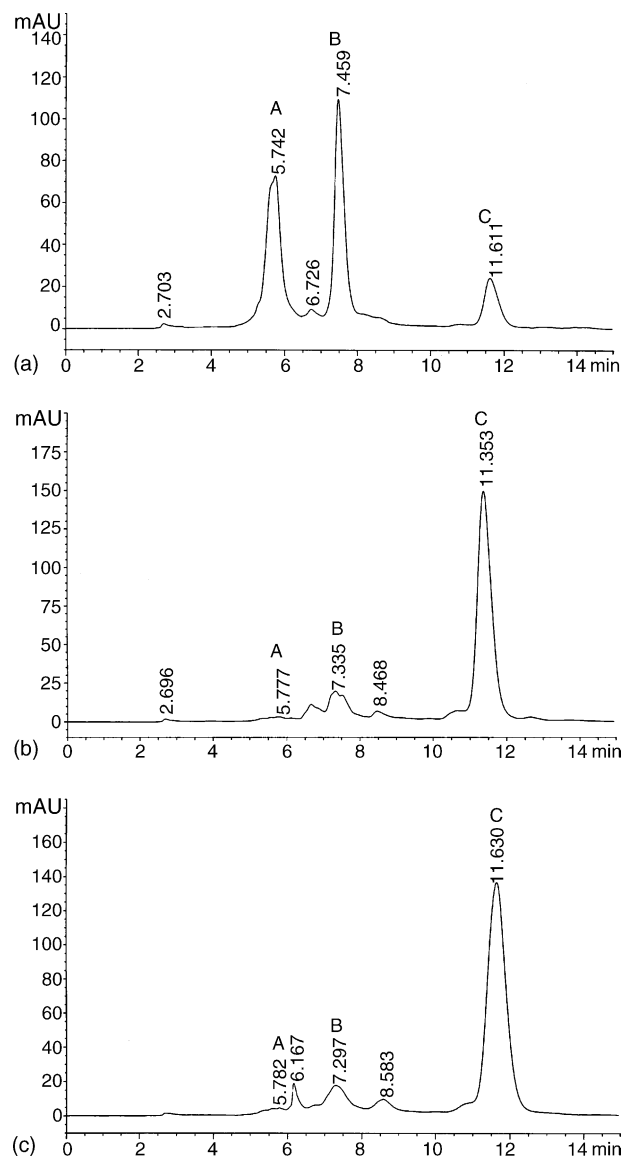 mAU
140
120
100
80
60
40
20
0
A
5.742
B
7.459
C
11.611
2.703
6.726
(a)
0 2 4 6 8 10 12 14 min
mAU
175
150
125
100
75
50
25
0
C
11.353
A
5.777
B
7.335
8.468
2.696
(b)
0 2 4 6 8 10 12 14 min
mAU
160
140
120
100
80
60
40
20
0
C
11.630
A
5.782
6.167
B
7.297
8.583
(c)
0 2 4 6 8 10 12 14 min